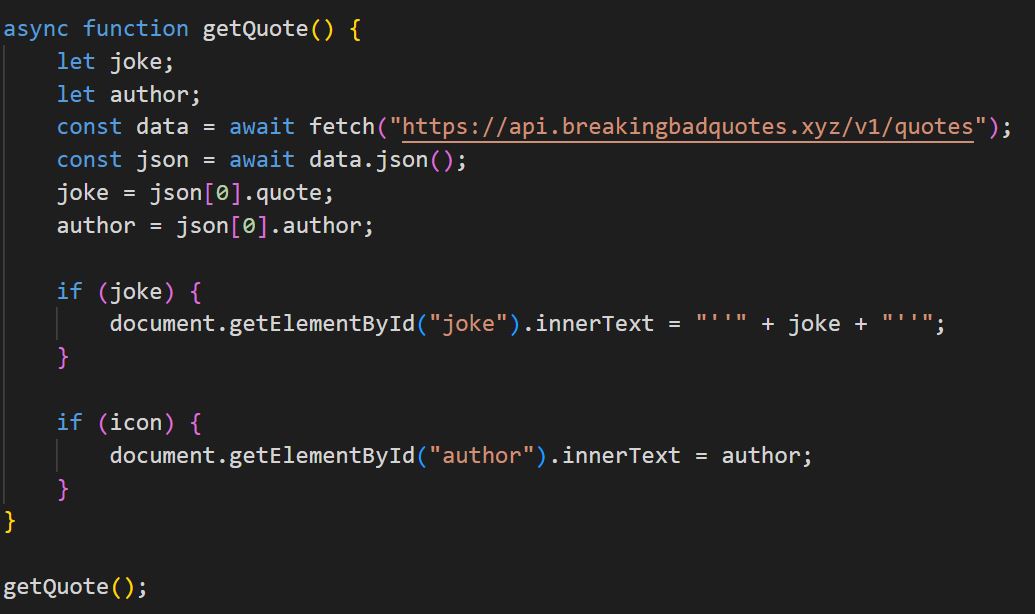 async function getQuote() {
    let joke;
    let author;
    const data = await fetch("https://api.breakingbadquotes.xyz/v1/quotes");
    const json = await data.json();
    joke = json[0].quote;
    author = json[0].author;

    if (joke) {
        document.getElementById("joke").innerText = "''" + joke + "''";
    }

    if (icon) {
        document.getElementById("author").innerText = author;
    }
}

getQuote();